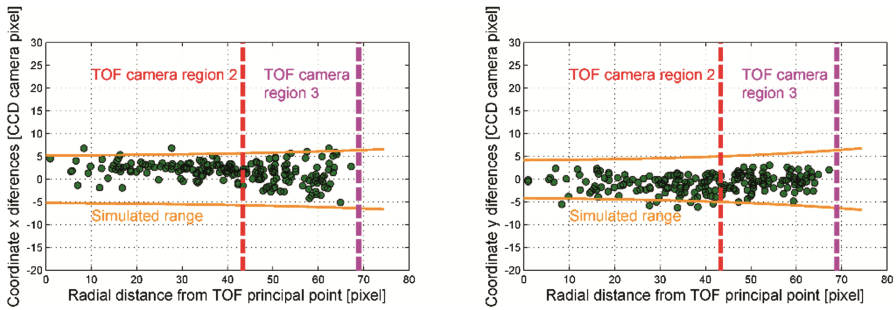 Coordinate x diferences [CCD camera pixel]
30
25
20
15
10
5
0
-5
-10
-15
-20
TOF camera region 2
TOF camera
region 3
Simulated range
0 10 20 30 40 50 60 70 80
Radial distance from TOF principal point [pixel]
Coordinate y diferences [CCD camera pixel]
30
25
20
15
10
5
0
-5
-10
-15
-20
TOF camera region 2
TOF camera
region 3
Simulated range
0 10 20 30 40 50 60 70 80
Radial distance from TOF principal point [pixel]